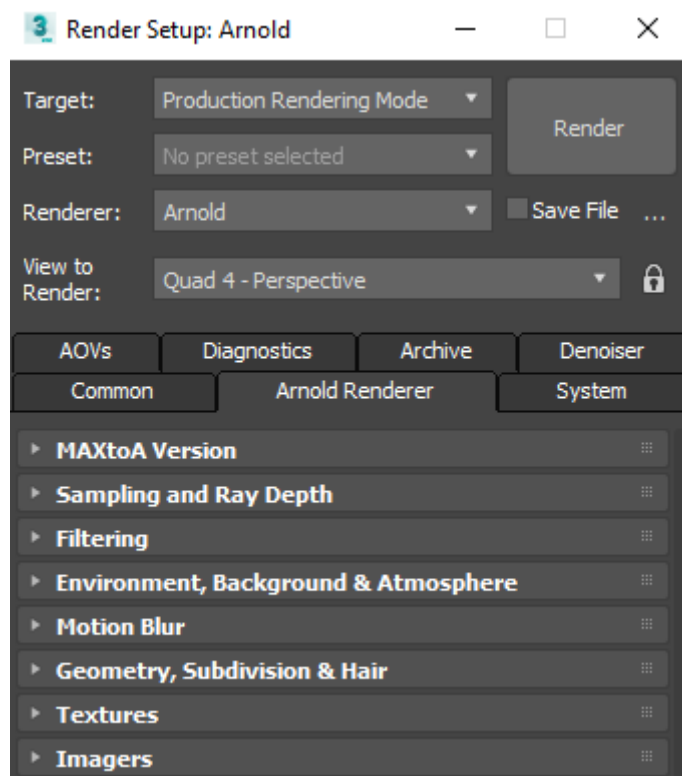 Render Setup: Arnold
Target: Production Rendering Mode
Render
Preset: No preset selected
Renderer: Arnold
Save File ...
View to
Render:
Quad 4 - Perspective
AOVs Diagnostics Archive Denoiser
Common Arnold Renderer System
MAXtoA Version
Sampling and Ray Depth
Filtering
Environment, Background & Atmosphere
Motion Blur
Geometry, Subdivision & Hair
Textures
Imagers